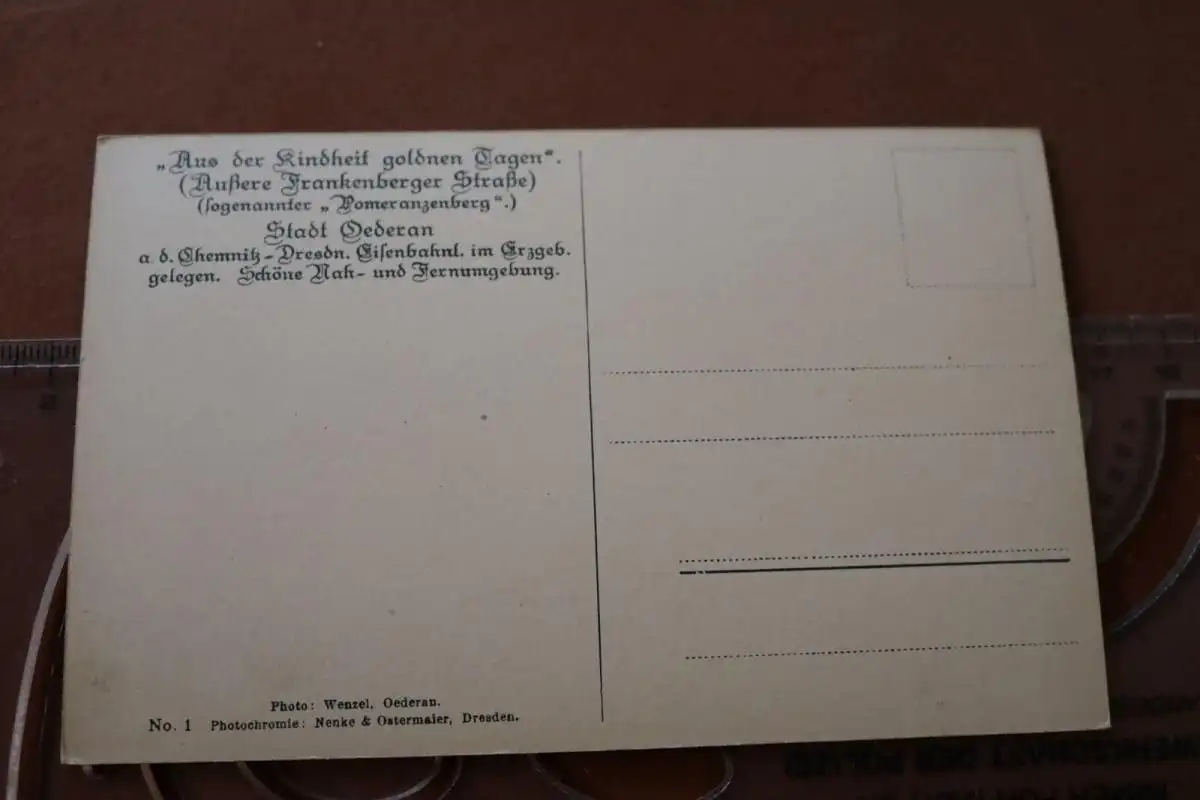 „Aus der Kindheit goldnen Tagen“.
(Äußere Frankenberger Straße)
(sogenannter „Pomeranzenberg“.)
Stadt Oederan
a d. Chemnitz-Dresdn. Eisenbahnl. im Erzgeb.
gelegen. Schöne Nah- und Fernumgebung.
Photo: Wenzel, Oederan.
No. 1 Photochromie: Nenke & Ostermaier, Dresden.